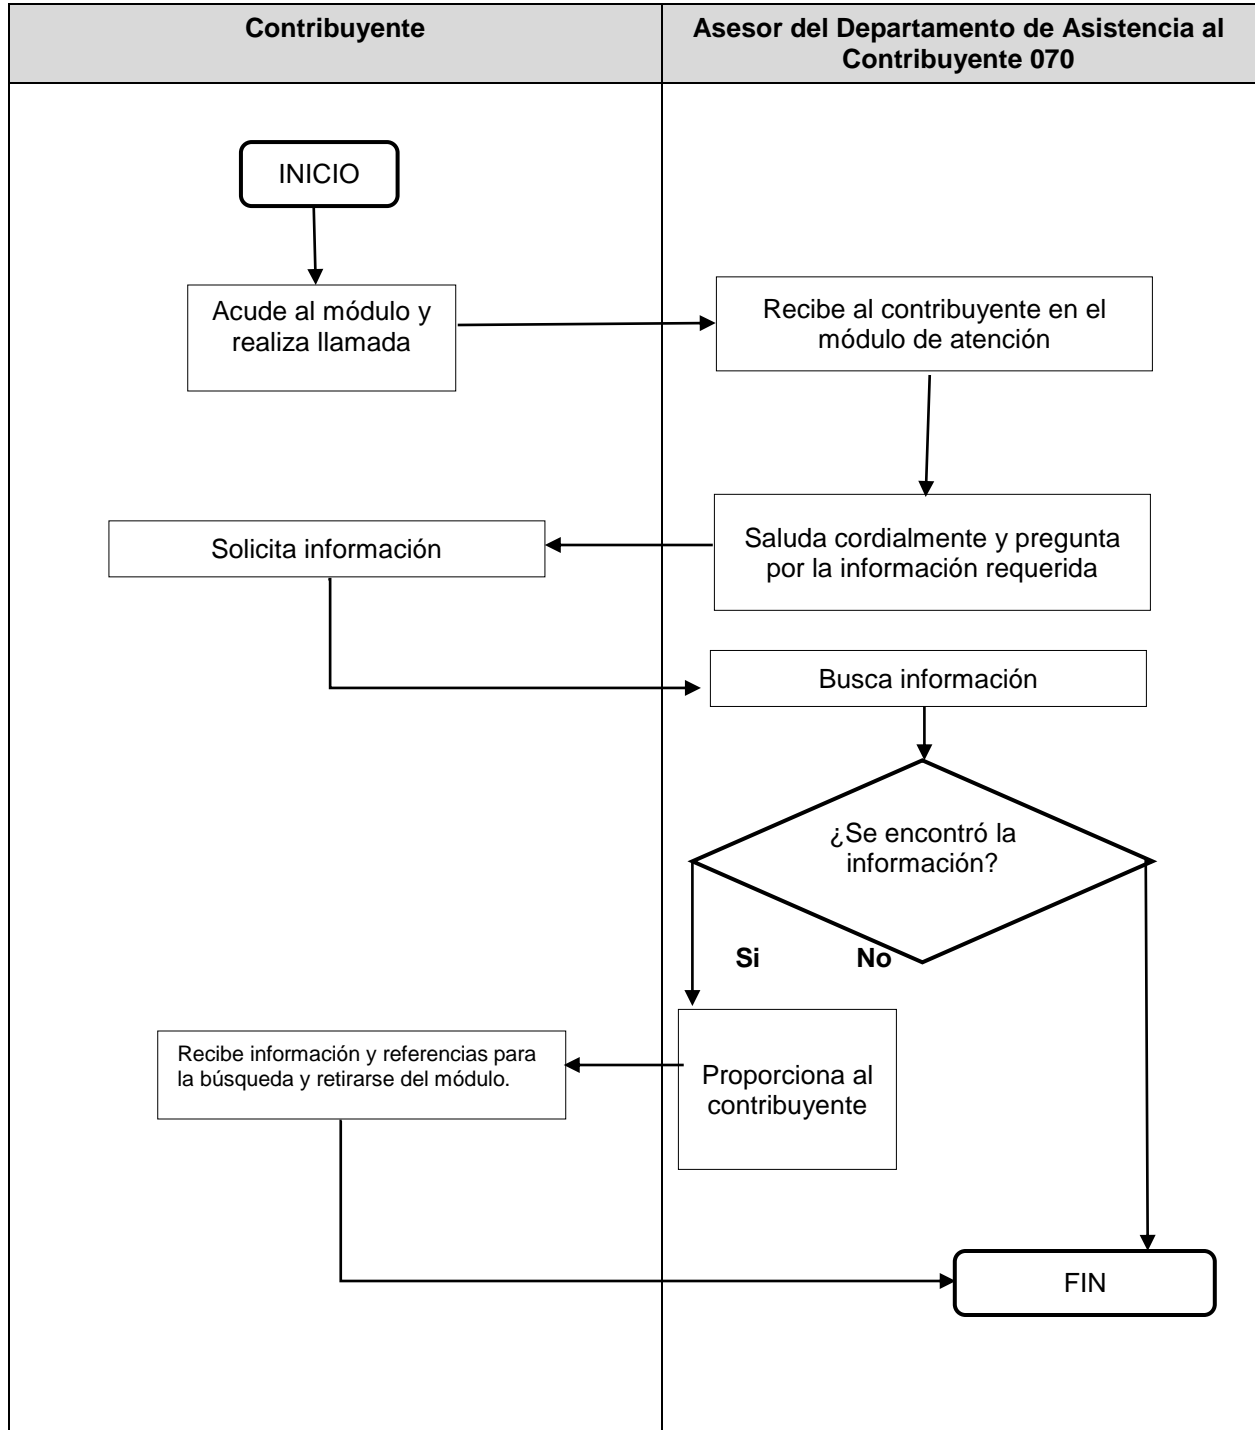 Contribuyente
Asesor del Departamento de Asistencia al
Contribuyente 070
INICIO
Acude al módulo y
realiza llamada
Recibe al contribuyente en el
módulo de atención
Saluda cordialmente y pregunta
por la información requerida
Solicita información
Busca información
¿Se encontró la
información?
Si
No
Proporciona al
contribuyente
Recibe información y referencias para
la búsqueda y retirarse del módulo.
FIN